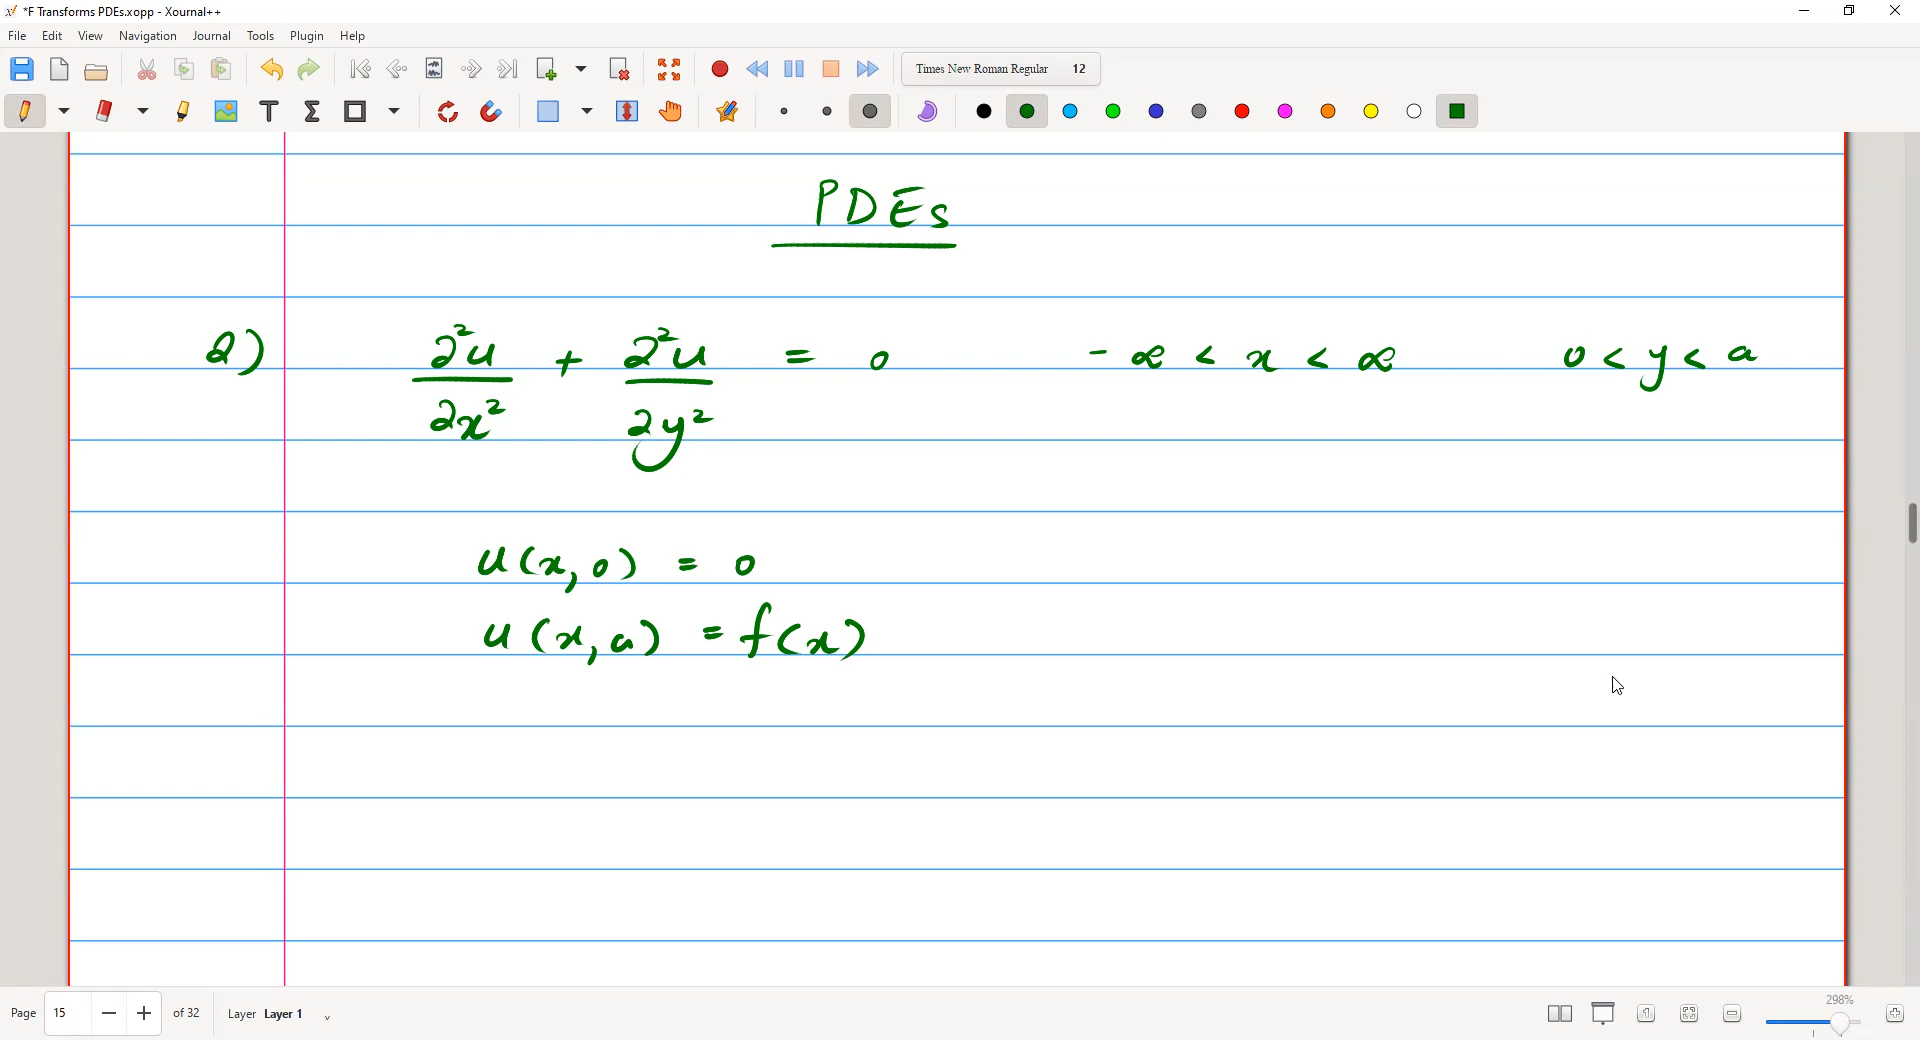 *F Transforms PDEs.xopp - Xournal++
File Edit View Navigation Journal Tools Plugin Help
Times New Roman Regular 12
PDEs
2) ∂²u/∂x² + ∂²u/∂y² = 0 -∞ < x < ∞ 0 < y < a
u(x,0) = 0
u(x,a) = f(x)
Page 15 of 32 Layer Layer 1 298%